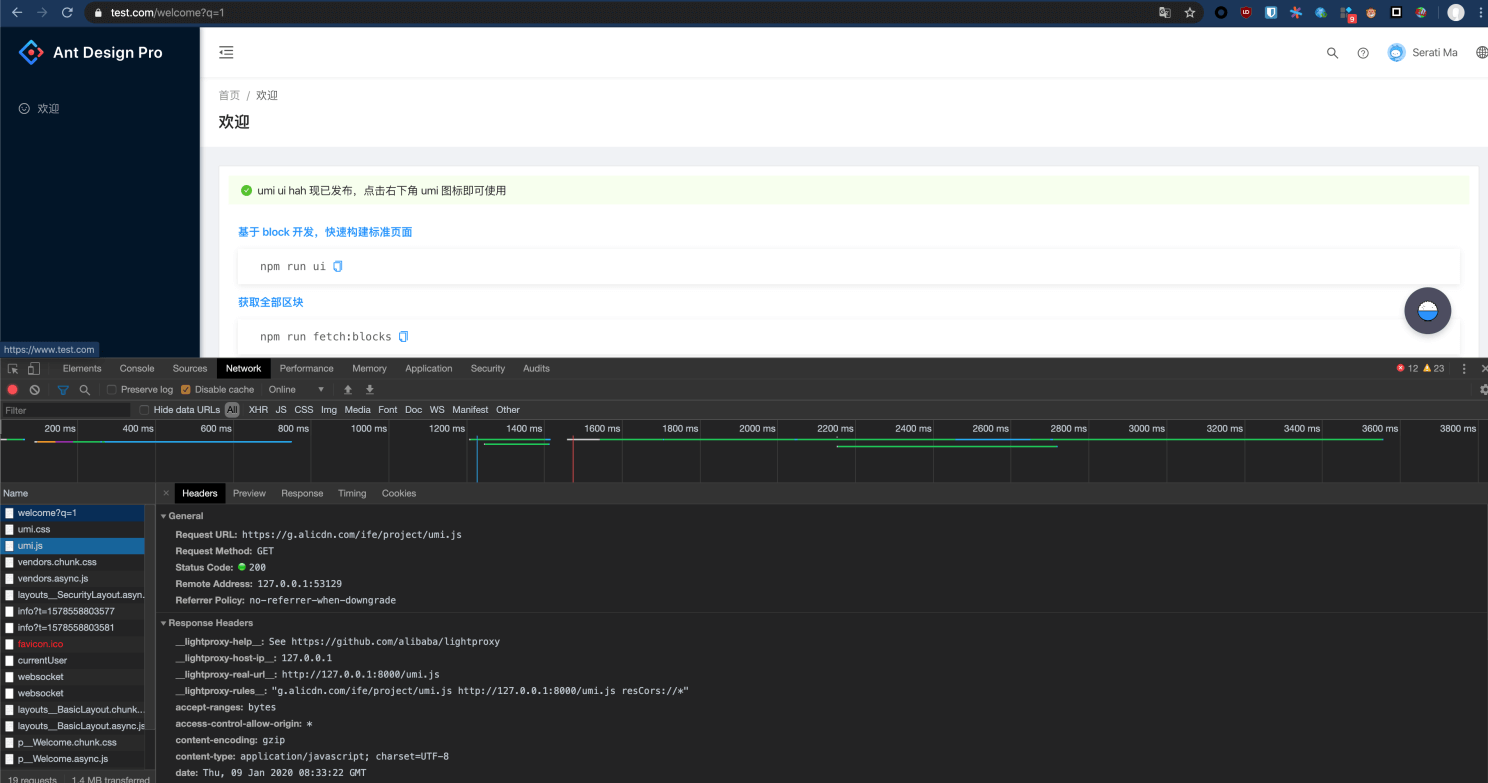 test.com/welcome?q=1
9
Ant Design Pro
欢迎
Serati Ma
首页 / 欢迎
欢迎
umi ui hah 现已发布，点击右下角 umi 图标即可使用
基于 block 开发，快速构建标准页面
npm run ui
获取全部区块
npm run fetch:blocks
https://www.test.com
Elements Console Sources Network Performance Memory Application Security Audits 12 23
Preserve log Disable cache Online
Filter Hide data URLs All XHR JS CSS Img Media Font Doc WS Manifest Other
200 ms 400 ms 600 ms 800 ms 1000 ms 1200 ms 1400 ms 1600 ms 1800 ms 2000 ms 2200 ms 2400 ms 2600 ms 2800 ms 3000 ms 3200 ms 3400 ms 3600 ms 3800 ms
Name
welcome?q=1
umi.css
umi.js
vendors.chunk.css
vendors.async.js
layouts__SecurityLayout.asyn...
info?t=1578558803577
info?t=1578558803581
favicon.ico
currentUser
websocket
websocket
layouts__BasicLayout.chunk...
layouts__BasicLayout.async.js
p__Welcome.chunk.css
p__Welcome.async.js
19 requests 1.4 MB transferred
Headers Preview Response Timing Cookies
General
Request URL: https://g.alicdn.com/ife/project/umi.js
Request Method: GET
Status Code: 200
Remote Address: 127.0.0.1:53129
Referrer Policy: no-referrer-when-downgrade
Response Headers
__lightproxy-help__: See https://github.com/alibaba/lightproxy
__lightproxy-host-ip__: 127.0.0.1
__lightproxy-real-url__: http://127.0.0.1:8000/umi.js
__lightproxy-rules__: "g.alicdn.com/ife/project/umi.js http://127.0.0.1:8000/umi.js resCors://*"
accept-ranges: bytes
access-control-allow-origin: *
content-encoding: gzip
content-type: application/javascript; charset=UTF-8
date: Thu, 09 Jan 2020 08:33:22 GMT